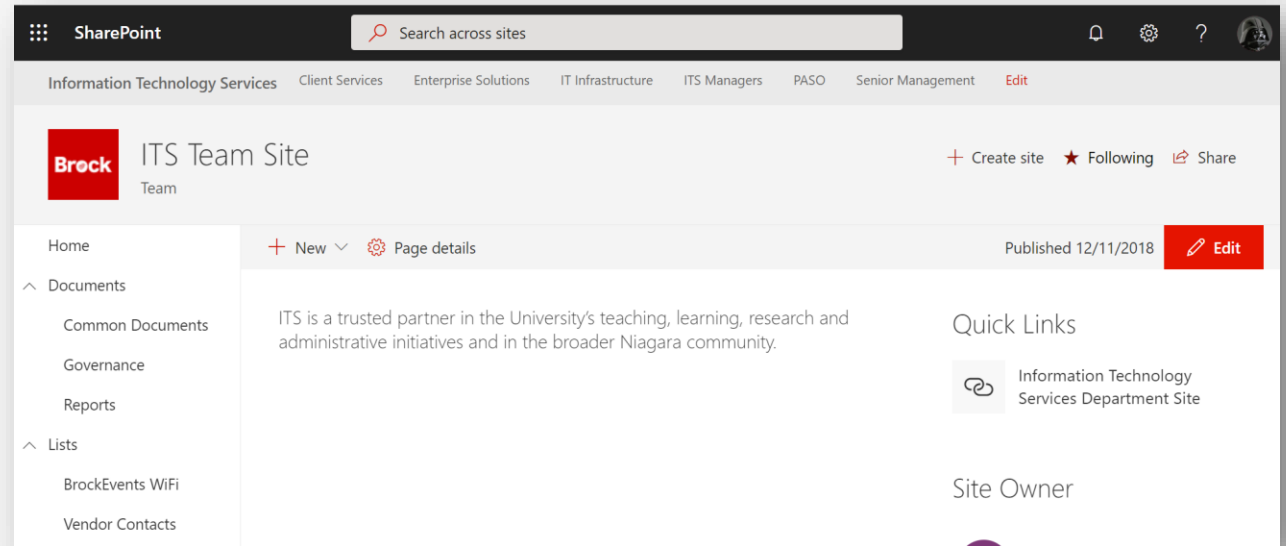 SharePoint
Search across sites
?
Information Technology Services Client Services Enterprise Solutions IT Infrastructure ITS Managers PASO Senior Management Edit
Brock
ITS Team Site
Team
Create site Following Share
Home
Documents
Common Documents
Governance
Reports
Lists
BrockEvents WiFi
Vendor Contacts
New Page details
Published 12/11/2018 Edit
ITS is a trusted partner in the University's teaching, learning, research and
administrative initiatives and in the broader Niagara community.
Quick Links
Information Technology
Services Department Site
Site Owner